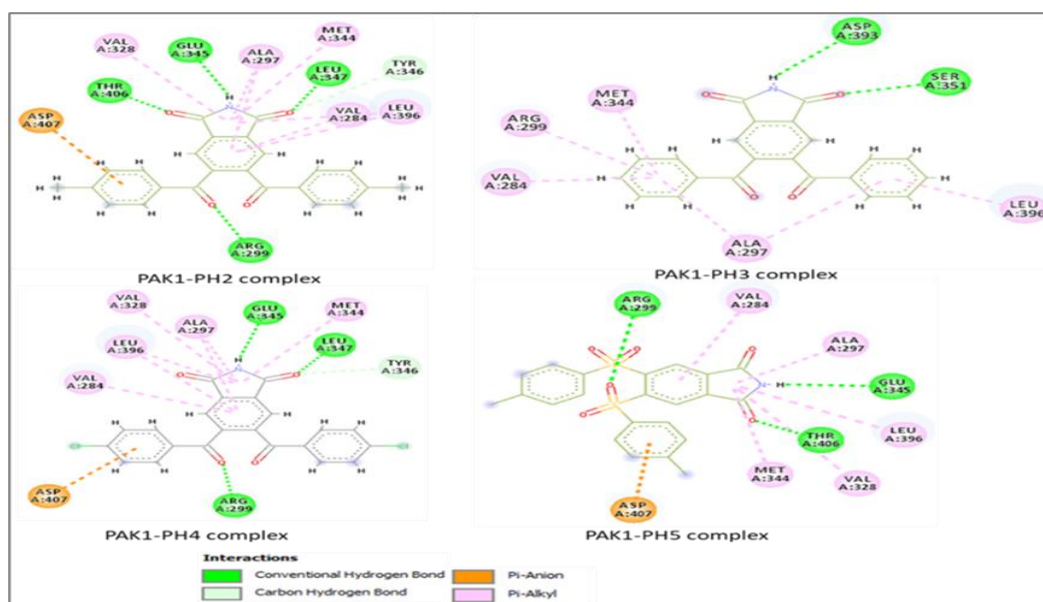 VAL
A:328
GLU
A:345
ALA
A:297
MET
A:344
THR
A:406
LEU
A:347
TYR
A:346
ASP
A:407
VAL
A:284
LEU
A:396
H
N
O
O
H
H
H
H
H
H
H
H
H
H
H
H
O
O
H
H
H
H
ARG
A:299
PAK1-PH2 complex
ASP
A:393
SER
A:351
MET
A:344
ARG
A:299
VAL
A:284
H
N
O
O
H
H
H
H
H
H
H
H
H
H
H
H
O
O
LEU
A:396
ALA
A:297
PAK1-PH3 complex
VAL
A:328
GLU
A:345
MET
A:344
ALA
A:297
LEU
A:396
LEU
A:347
VAL
A:284
TYR
A:346
H
N
O
O
H
H
H
H
H
H
H
H
H
H
Cl
Cl
O
O
ASP
A:407
ARG
A:299
PAK1-PH4 complex
ARG
A:299
VAL
A:284
ALA
A:297
GLU
A:345
LEU
A:396
THR
A:406
MET
A:344
VAL
A:328
ASP
A:407
O
O
S
O
O
S
O
N
H
O
PAK1-PH5 complex
Interactions
Conventional Hydrogen Bond
Carbon Hydrogen Bond
Pi-Anion
Pi-Alkyl